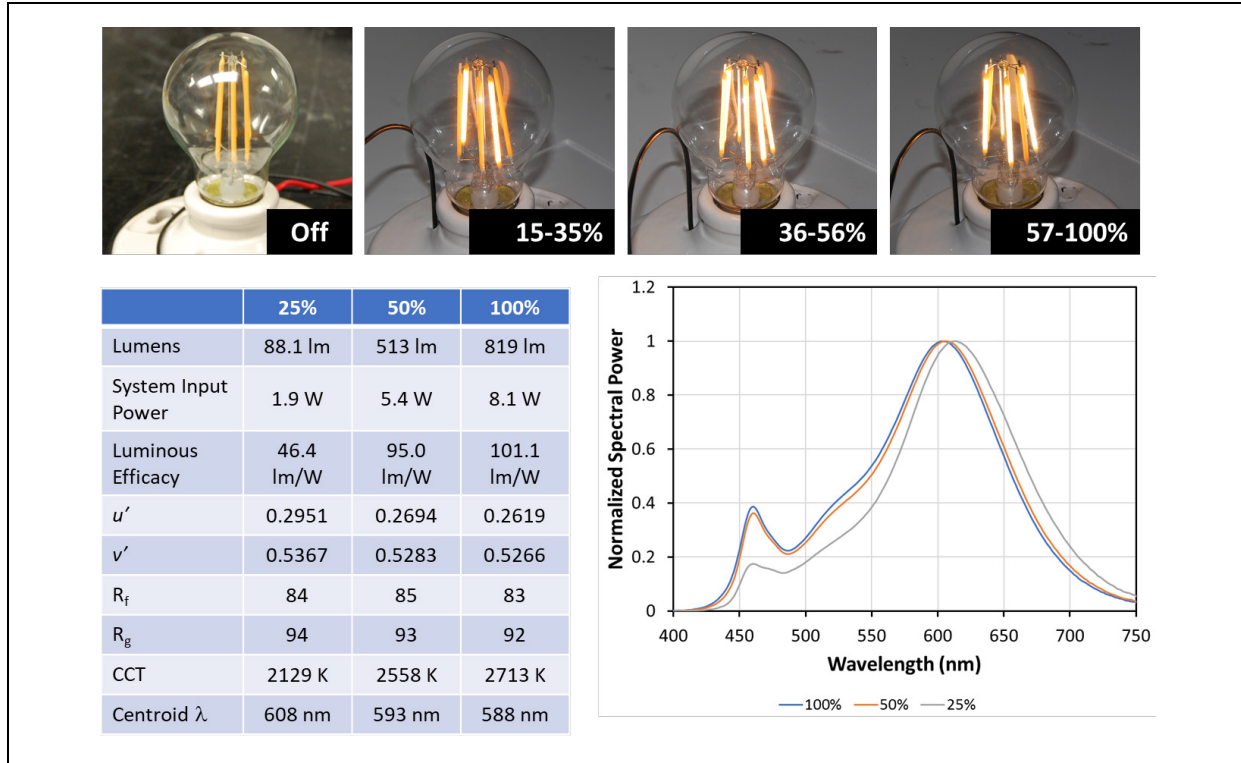 Off
15-35%
36-56%
57-100%
25% 50% 100%
Lumens 88.1 lm 513 lm 819 lm
System Input
Power 1.9 W 5.4 W 8.1 W
Luminous 46.4 95.0 101.1
Efficacy lm/W lm/W lm/W
u′ 0.2951 0.2694 0.2619
v′ 0.5367 0.5283 0.5266
Rf 84 85 83
Rg 94 93 92
CCT 2129 K 2558 K 2713 K
Centroid λ 608 nm 593 nm 588 nm
Normalized Spectral Power
1.2
1
0.8
0.6
0.4
0.2
0
400 450 500 550 600 650 700 750
Wavelength (nm)
100% 50% 25%